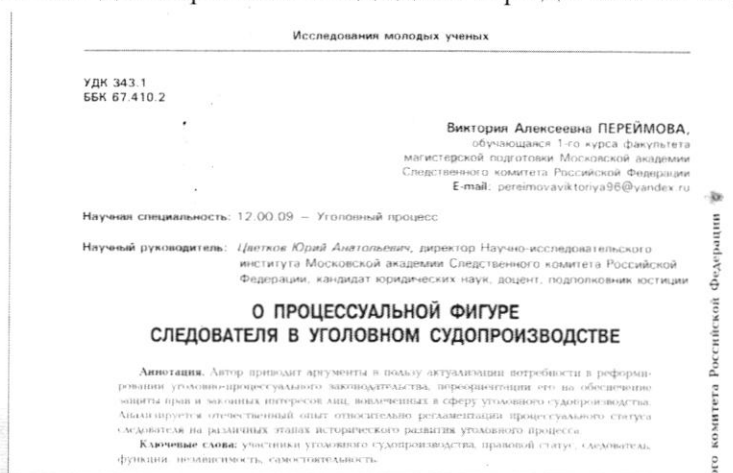 Исследования молодых ученых
УДК 343.1
ББК 67.410.2
Виктория Алексеевна ПЕРЕЙМОВА,
обучающаяся 1-го курса факультета
магистерской подготовки Московской академии
Следственного комитета Российской Федерации
E-mail: pereimovaviktoriya96@yandex.ru
Научная специальность: 12.00.09 – Уголовный процесс
Научный руководитель: Цветков Юрий Анатольевич, директор Научно-исследовательского
института Московской академии Следственного комитета Российской
Федерации, кандидат юридических наук, доцент, подполковник юстиции
О ПРОЦЕССУАЛЬНОЙ ФИГУРЕ
СЛЕДОВАТЕЛЯ В УГОЛОВНОМ СУДОПРОИЗВОДСТВЕ
Аннотация. Автор приводит аргументы в пользу актуализации потребности в реформи-
ровании уголовно-процессуального законодательства, переориентации его на обеспечение
защиты прав и законных интересов лиц, вовлеченных в сферу уголовного судопроизводства.
Анализируется отечественный опыт относительно регламентации процессуального статуса
следователя на различных этапах исторического развития уголовного процесса.
Ключевые слова: участники уголовного судопроизводства, правовой статус, следователь,
функции, независимость, самостоятельность.
комитета Российской Федерации